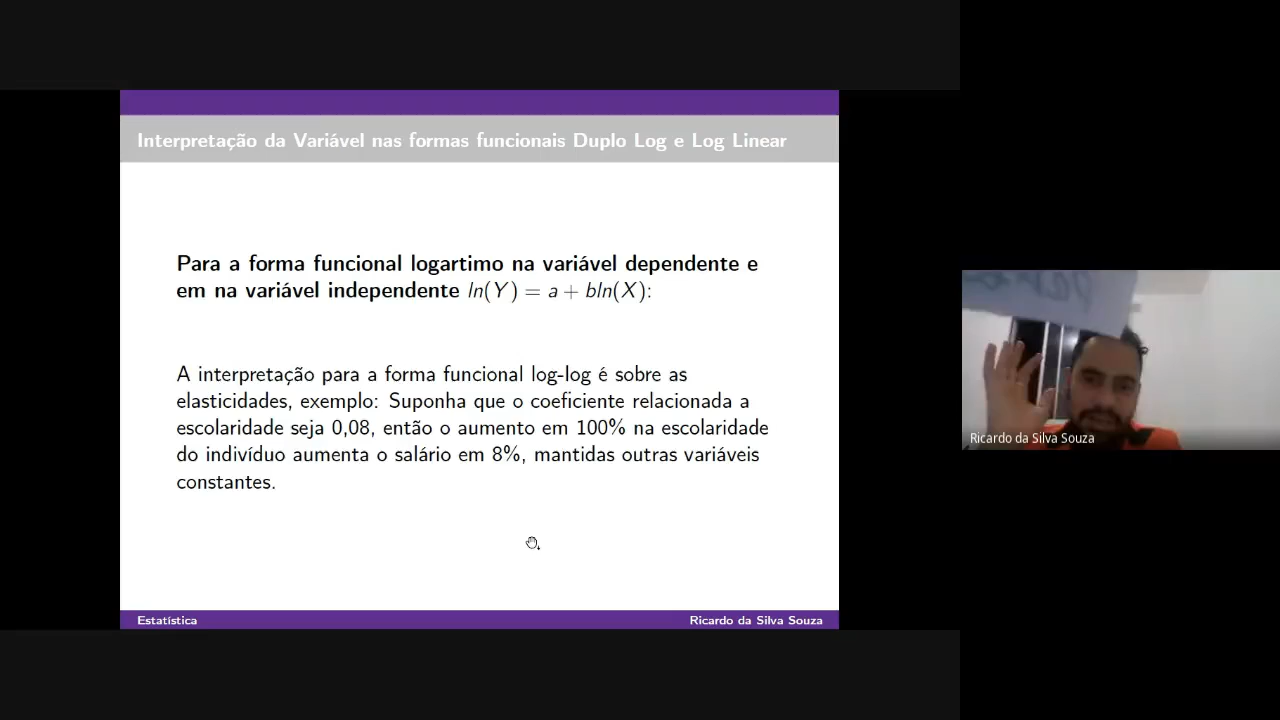 Interpretação da Variável nas formas funcionais Duplo Log e Log Linear
Para a forma funcional logartimo na variável dependente e
em na variável independente ln(Y) = a + bln(X):
A interpretação para a forma funcional log-log é sobre as
elasticidades, exemplo: Suponha que o coeficiente relacionada a
escolaridade seja 0,08, então o aumento em 100% na escolaridade
do indivíduo aumenta o salário em 8%, mantidas outras variáveis
constantes.
Estatística
Ricardo da Silva Souza
Ricardo da Silva Souza